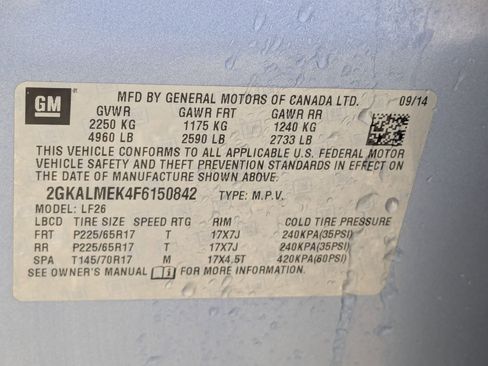 GM
MFD BY GENERAL MOTORS OF CANADA LTD. 09/14
GVWR GAWR FRT GAWR RR
2250 KG 1175 KG 1240 KG
4960 LB 2590 LB 2733 LB
THIS VEHICLE CONFORMS TO ALL APPLICABLE U.S. FEDERAL MOTOR
VEHICLE SAFETY AND THEFT PREVENTION STANDARDS IN EFFECT ON
THE DATE OF MANUFACTURE SHOWN ABOVE.
2GKALMEK4F6150842 TYPE: M.P.V.
MODEL: LF26
LBCD TIRE SIZE SPEED RTG RIM COLD TIRE PRESSURE
FRT P225/65R17 T 17X7J 240KPA(35PSI)
RR P225/65R17 T 17X7J 240KPA(35PSI)
SPA T145/70R17 M 17X4.5T 420KPA(60PSI)
SEE OWNER'S MANUAL FOR MORE INFORMATION.